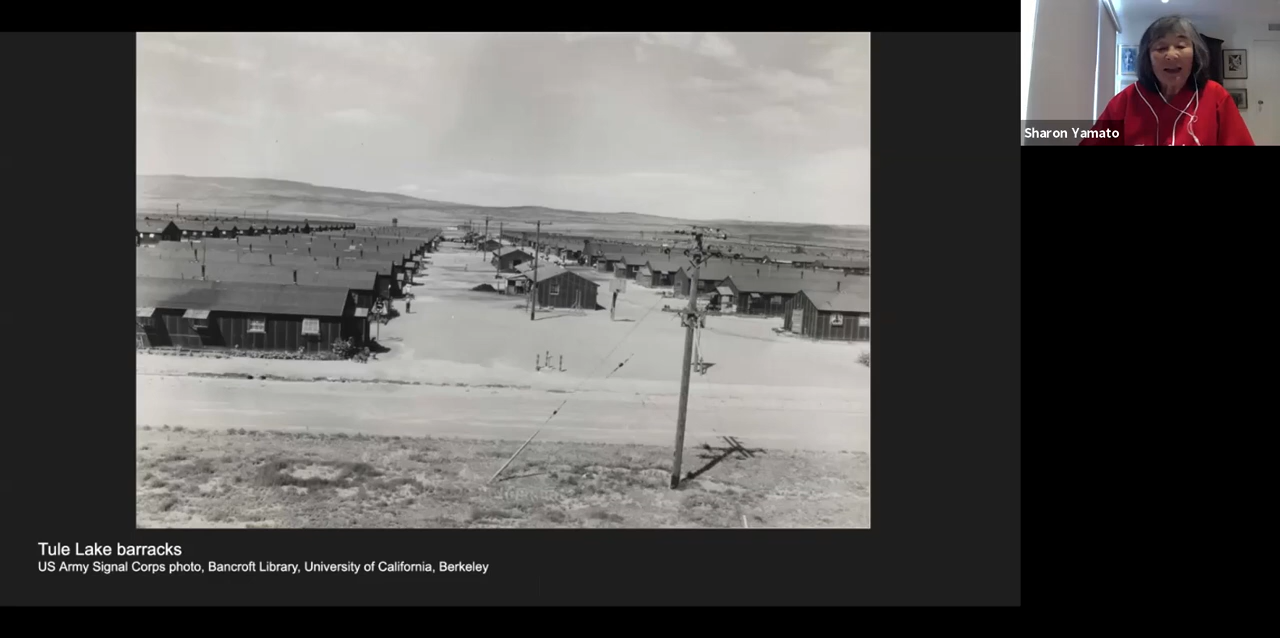 Sharon Yamato
Tule Lake barracks
US Army Signal Corps photo, Bancroft Library, University of California, Berkeley